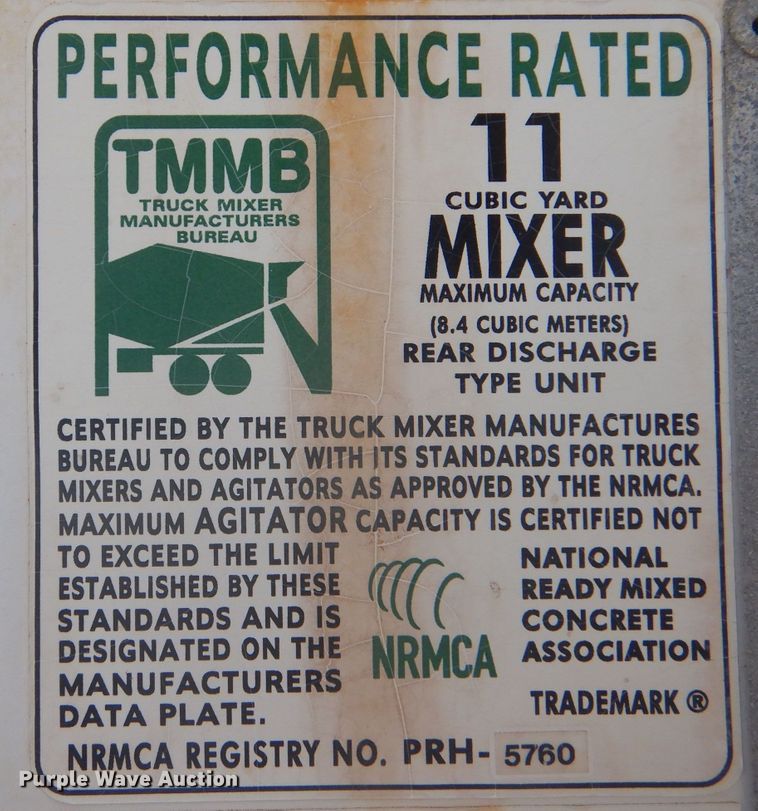 PERFORMANCE RATED
TMMB
TRUCK MIXER
MANUFACTURERS
BUREAU
11
CUBIC YARD
MIXER
MAXIMUM CAPACITY
(8.4 CUBIC METERS)
REAR DISCHARGE
TYPE UNIT
CERTIFIED BY THE TRUCK MIXER MANUFACTURES
BUREAU TO COMPLY WITH ITS STANDARDS FOR TRUCK
MIXERS AND AGITATORS AS APPROVED BY THE NRMCA.
MAXIMUM AGITATOR CAPACITY IS CERTIFIED NOT
TO EXCEED THE LIMIT
ESTABLISHED BY THESE
STANDARDS AND IS
DESIGNATED ON THE
MANUFACTURERS
DATA PLATE.
NRMCA
NATIONAL
READY MIXED
CONCRETE
ASSOCIATION
TRADEMARK ®
NRMCA REGISTRY NO. PRH- 5760
Purple Wave Auction